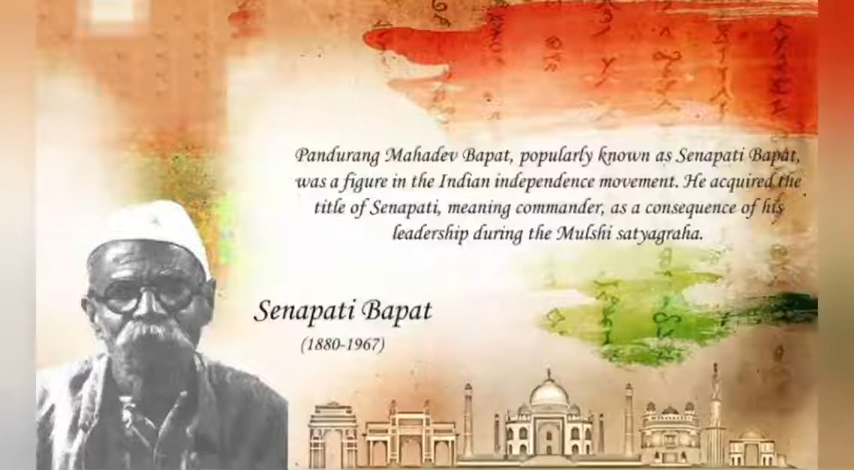 Pandurang Mahadev Bapat, popularly known as Senapati Bapat,
was a figure in the Indian independence movement. He acquired the
title of Senapati, meaning commander, as a consequence of his
leadership during the Mulshi satyagraha.
Senapati Bapat
(1880-1967)